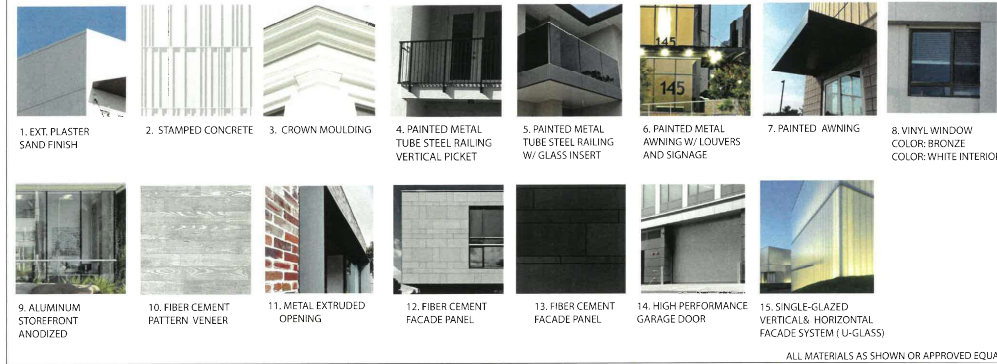 145
145
1. EXT. PLASTER
SAND FINISH
2. STAMPED CONCRETE
3. CROWN MOULDING
4. PAINTED METAL
TUBE STEEL RAILING
VERTICAL PICKET
5. PAINTED METAL
TUBE STEEL RAILING
W/ GLASS INSERT
6. PAINTED METAL
AWNING W/ LOUVERS
AND SIGNAGE
7. PAINTED AWNING
8. VINYL WINDOW
COLOR: BRONZE
COLOR: WHITE INTERIOR
9. ALUMINUM
STOREFRONT
ANODIZED
10. FIBER CEMENT
PATTERN VENEER
11. METAL EXTRUDED
OPENING
12. FIBER CEMENT
FACADE PANEL
13. FIBER CEMENT
FACADE PANEL
14. HIGH PERFORMANCE
GARAGE DOOR
15. SINGLE-GLAZED
VERTICAL& HORIZONTAL
FACADE SYSTEM ( U-GLASS)
ALL MATERIALS AS SHOWN OR APPROVED EQUA